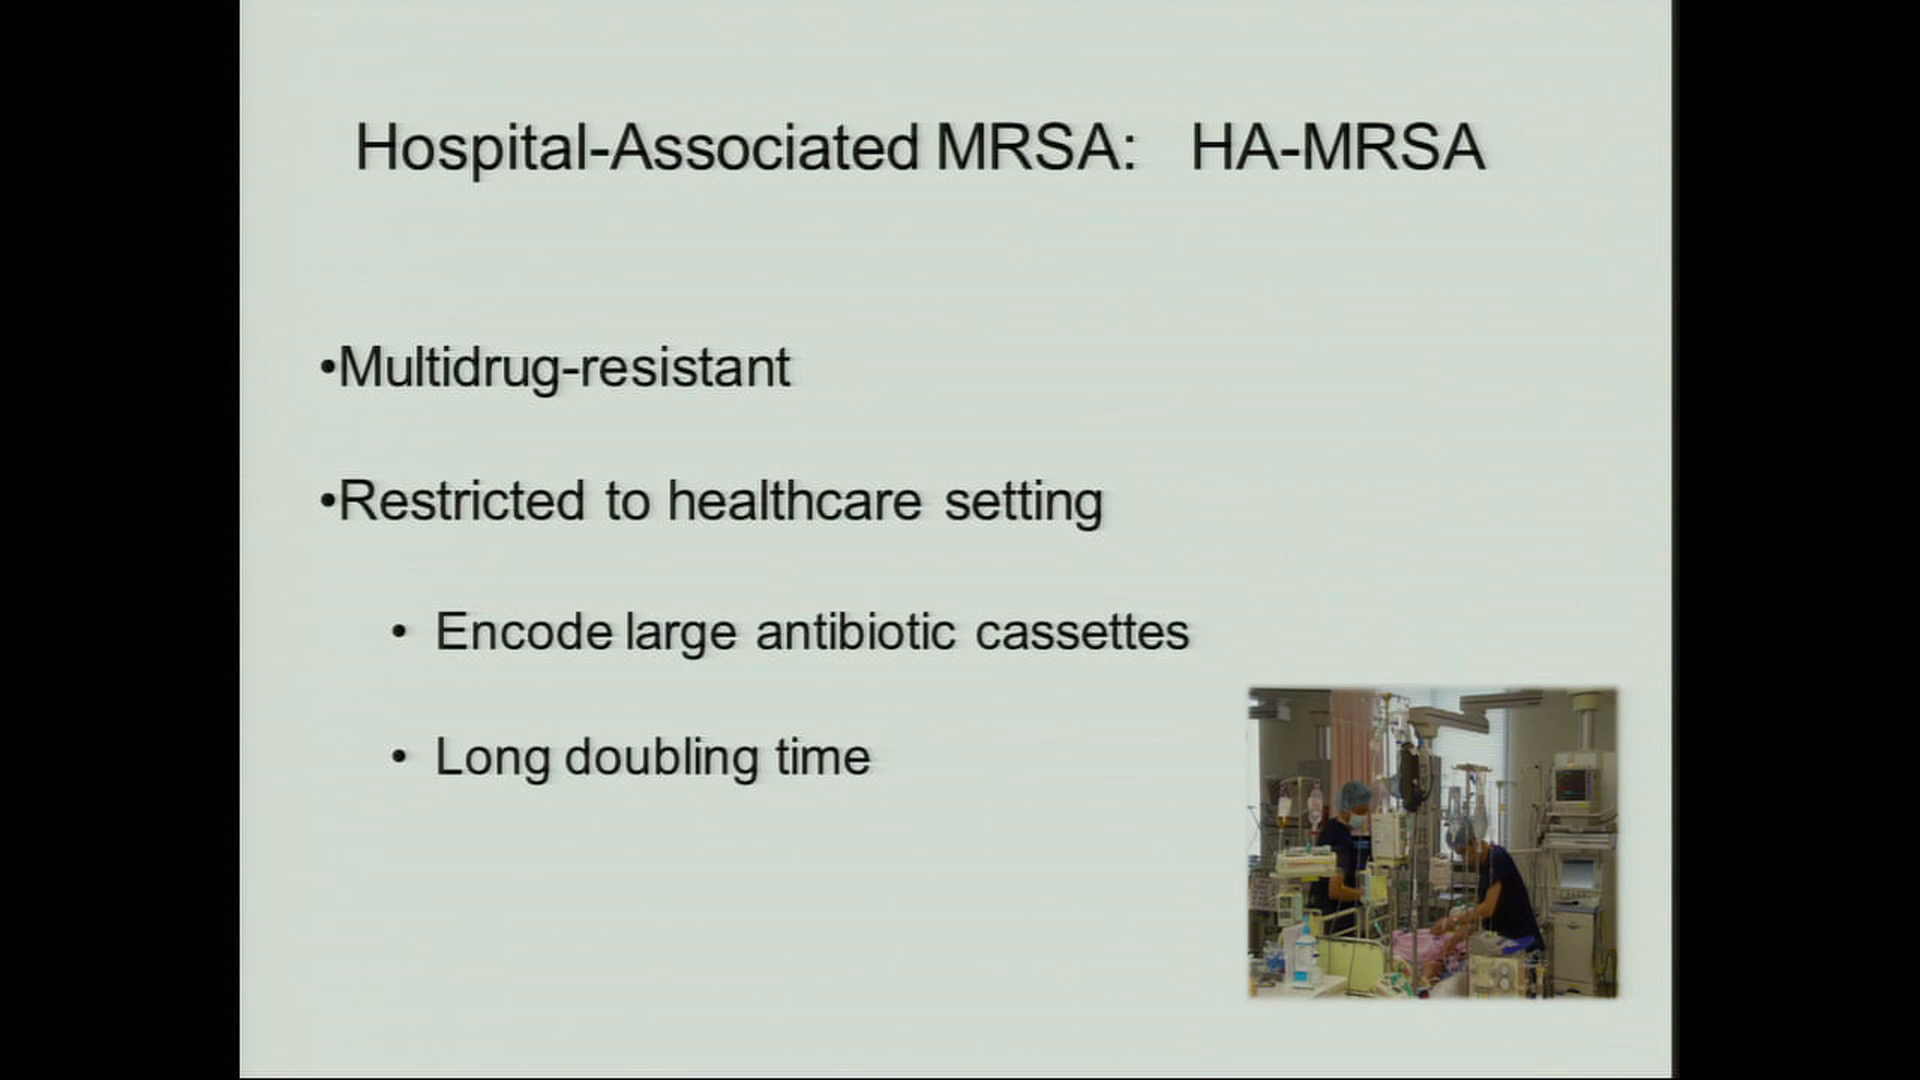 Hospital-Associated MRSA: HA-MRSA
•Multidrug-resistant
•Restricted to healthcare setting
• Encode large antibiotic cassettes
• Long doubling time